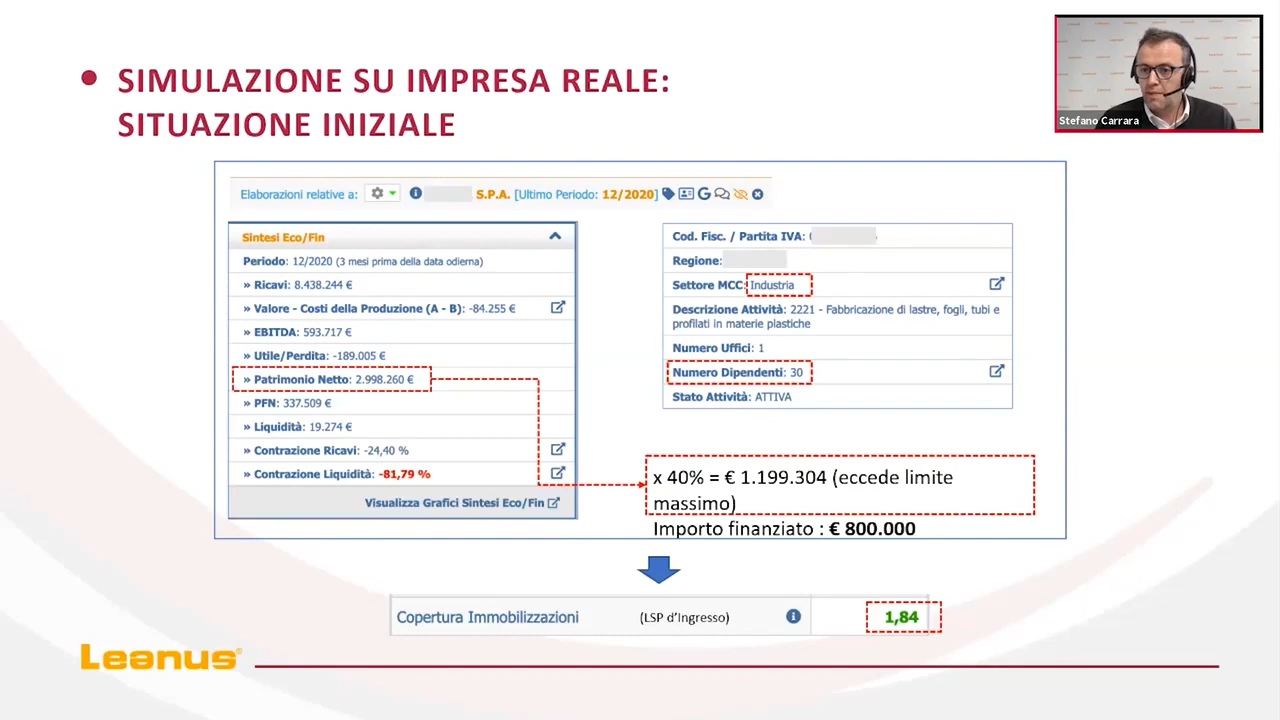 SIMULAZIONE SU IMPRESA REALE:
SITUAZIONE INIZIALE
Stefano Carrara
Elaborazioni relative a: S.P.A. [Ultimo Periodo: 12/2020]
Sintesi Eco/Fin
Periodo: 12/2020 (3 mesi prima della data odierna)
» Ricavi: 8.438.244 €
» Valore - Costi della Produzione (A - B): -84.255 €
» EBITDA: 593.717 €
» Utile/Perdita: -189.005 €
» Patrimonio Netto: 2.998.260 €
» PFN: 337.509 €
» Liquidità: 19.274 €
» Contrazione Ricavi: -24,40 %
» Contrazione Liquidità: -81,79 %
Visualizza Grafici Sintesi Eco/Fin
Cod. Fisc. / Partita IVA:
Regione:
Settore MCC: Industria
Descrizione Attività: 2221 - Fabbricazione di lastre, fogli, tubi e
profilati in materie plastiche
Numero Uffici: 1
Numero Dipendenti: 30
Stato Attività: ATTIVA
x 40% = € 1.199.304 (eccede limite
massimo)
Importo finanziato : € 800.000
Copertura Immobilizzazioni (LSP d'Ingresso) 1,84
Leanus